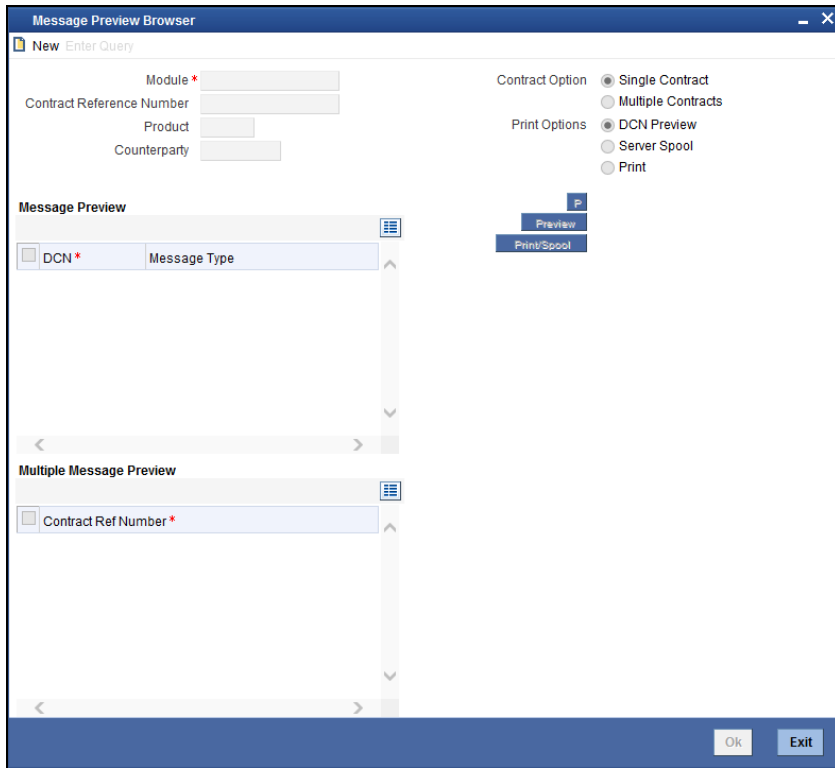 Message Preview Browser
New Enter Query
Module *
Contract Reference Number
Product
Counterparty
Contract Option
Single Contract
Multiple Contracts
Print Options
DCN Preview
Server Spool
Print
P
Preview
Print/Spool
Message Preview
DCN * Message Type
Multiple Message Preview
Contract Ref Number *
Ok Exit